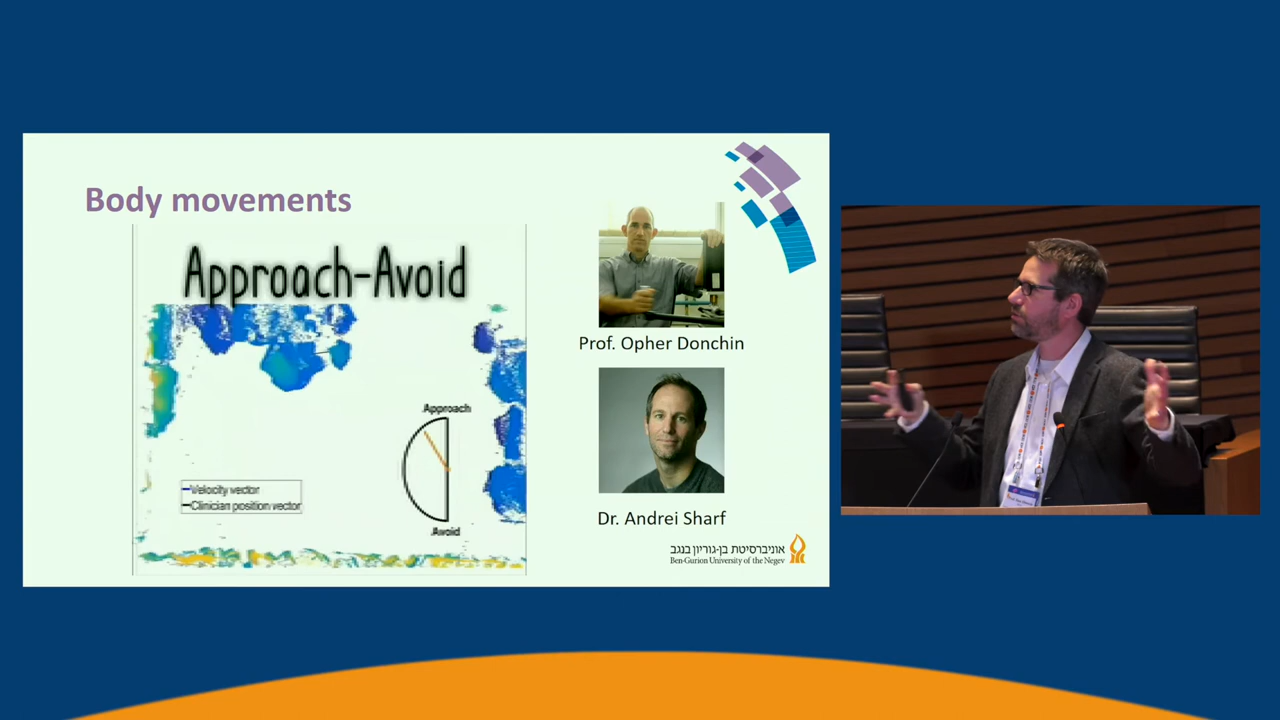 Body movements
Approach-Avoid
Approach
Velocity vector
Clinician position vector
Avoid
Prof. Opher Donchin
Dr. Andrei Sharf
אוניברסיטת בן-גוריון בנגב
Ben-Gurion University of the Negev